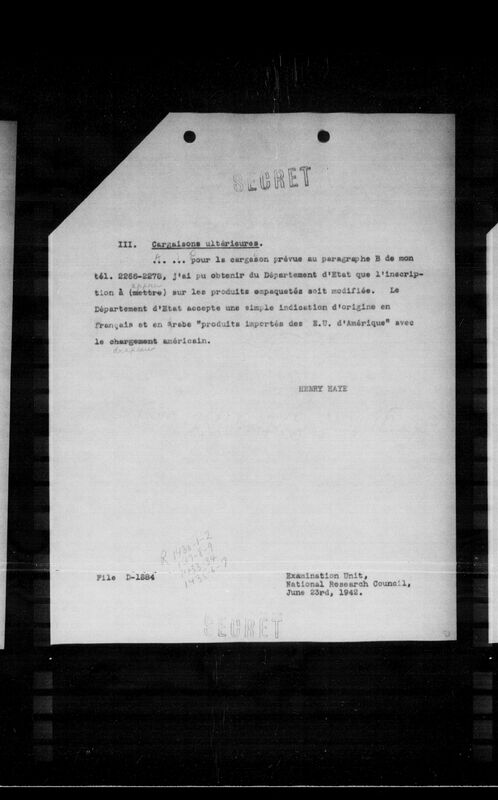 SECRET
III. Cargaisons ultérieures.
... ... pour la cargaison prévue au paragraphe B de mon
tél. 2266-2278, j'ai pu obtenir du Département d'Etat que l'inscrip-
tion à (mettre) sur les produits empaquetés soit modifiée. Le
Département d'Etat accepte une simple indication d'origine en
français et en arabe "produits importés des E.U. d'Amérique" avec
le chargement américain.
drapeau
HENRY HAYE
File D-1884
Examination Unit,
National Research Council,
June 23rd, 1942.
SECRET